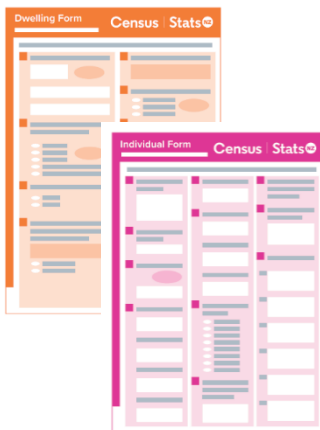 Dwelling Form
Census | Stats NZ
Individual Form
Census | Stats NZ